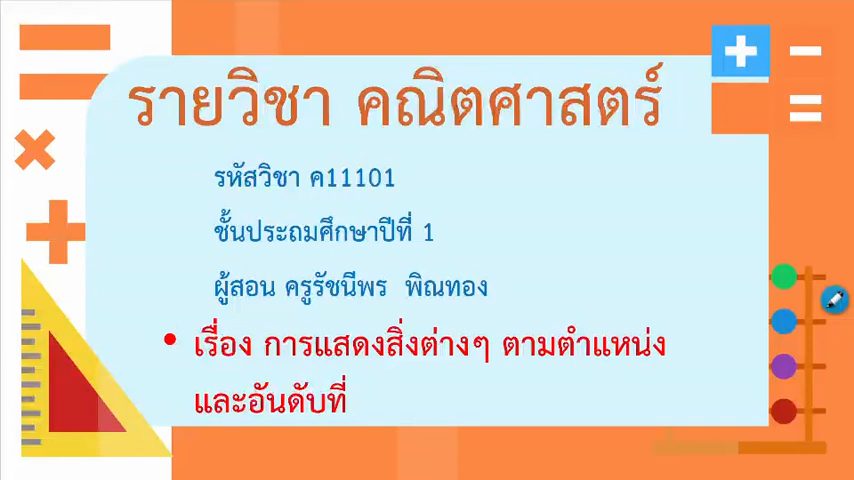 รายวิชา คณิตศาสตร์
รหัสวิชา ค11101
ชั้นประถมศึกษาปีที่ 1
ผู้สอน ครูรัชนีพร พิณทอง
• เรื่อง การแสดงสิ่งต่างๆ ตามตำแหน่ง
และอันดับที่